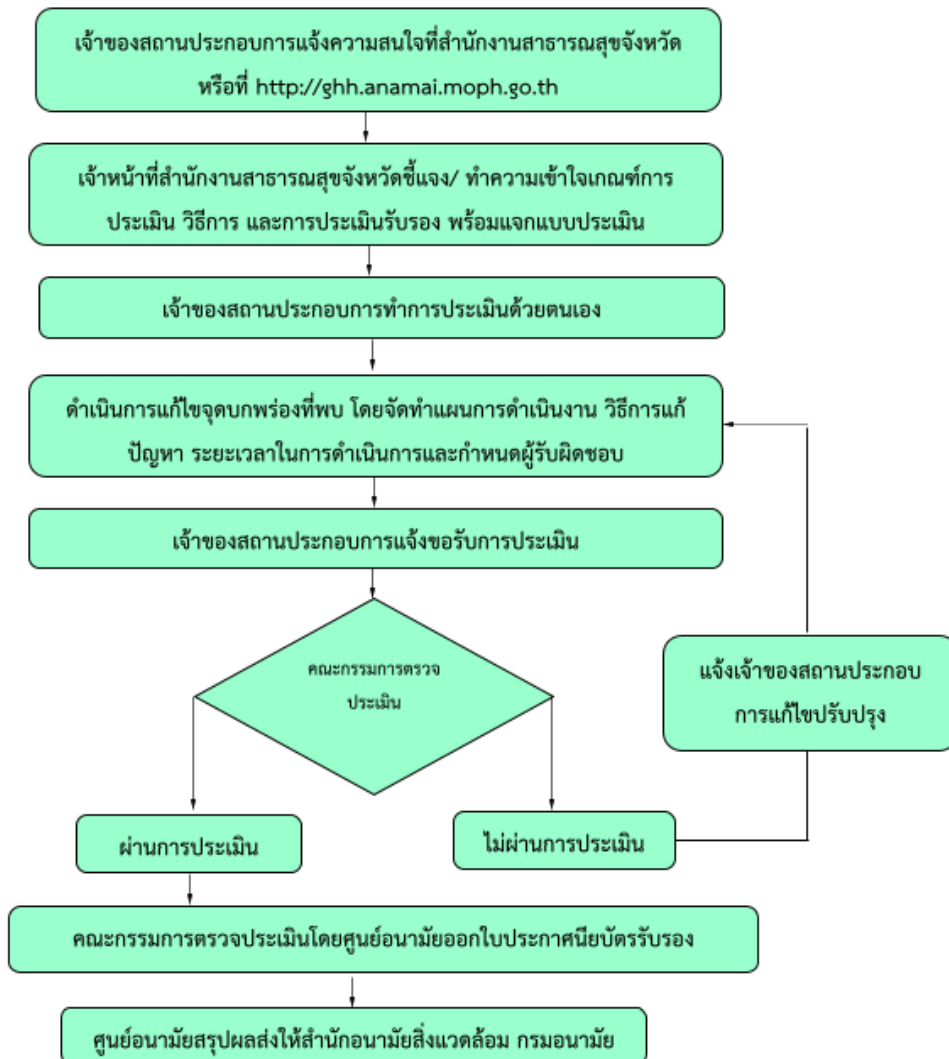 เจ้าของสถานประกอบการแจ้งความสนใจที่สำนักงานสาธารณสุขจังหวัด
หรือที่ http://ghh.anamai.moph.go.th
เจ้าหน้าที่สำนักงานสาธารณสุขจังหวัดชี้แจง/ ทำความเข้าใจเกณฑ์การ
ประเมิน วิธีการ และการประเมินรับรอง พร้อมแจกแบบประเมิน
เจ้าของสถานประกอบการทำการประเมินด้วยตนเอง
ดำเนินการแก้ไขจุดบกพร่องที่พบ โดยจัดทำแผนการดำเนินงาน วิธีการแก้
ปัญหา ระยะเวลาในการดำเนินการและกำหนดผู้รับผิดชอบ
เจ้าของสถานประกอบการแจ้งขอรับการประเมิน
คณะกรรมการตรวจ
ประเมิน
แจ้งเจ้าของสถานประกอบ
การแก้ไขปรับปรุง
ผ่านการประเมิน
ไม่ผ่านการประเมิน
คณะกรรมการตรวจประเมินโดยศูนย์อนามัยออกใบประกาศนียบัตรรับรอง
ศูนย์อนามัยสรุปผลส่งให้สำนักอนามัยสิ่งแวดล้อม กรมอนามัย